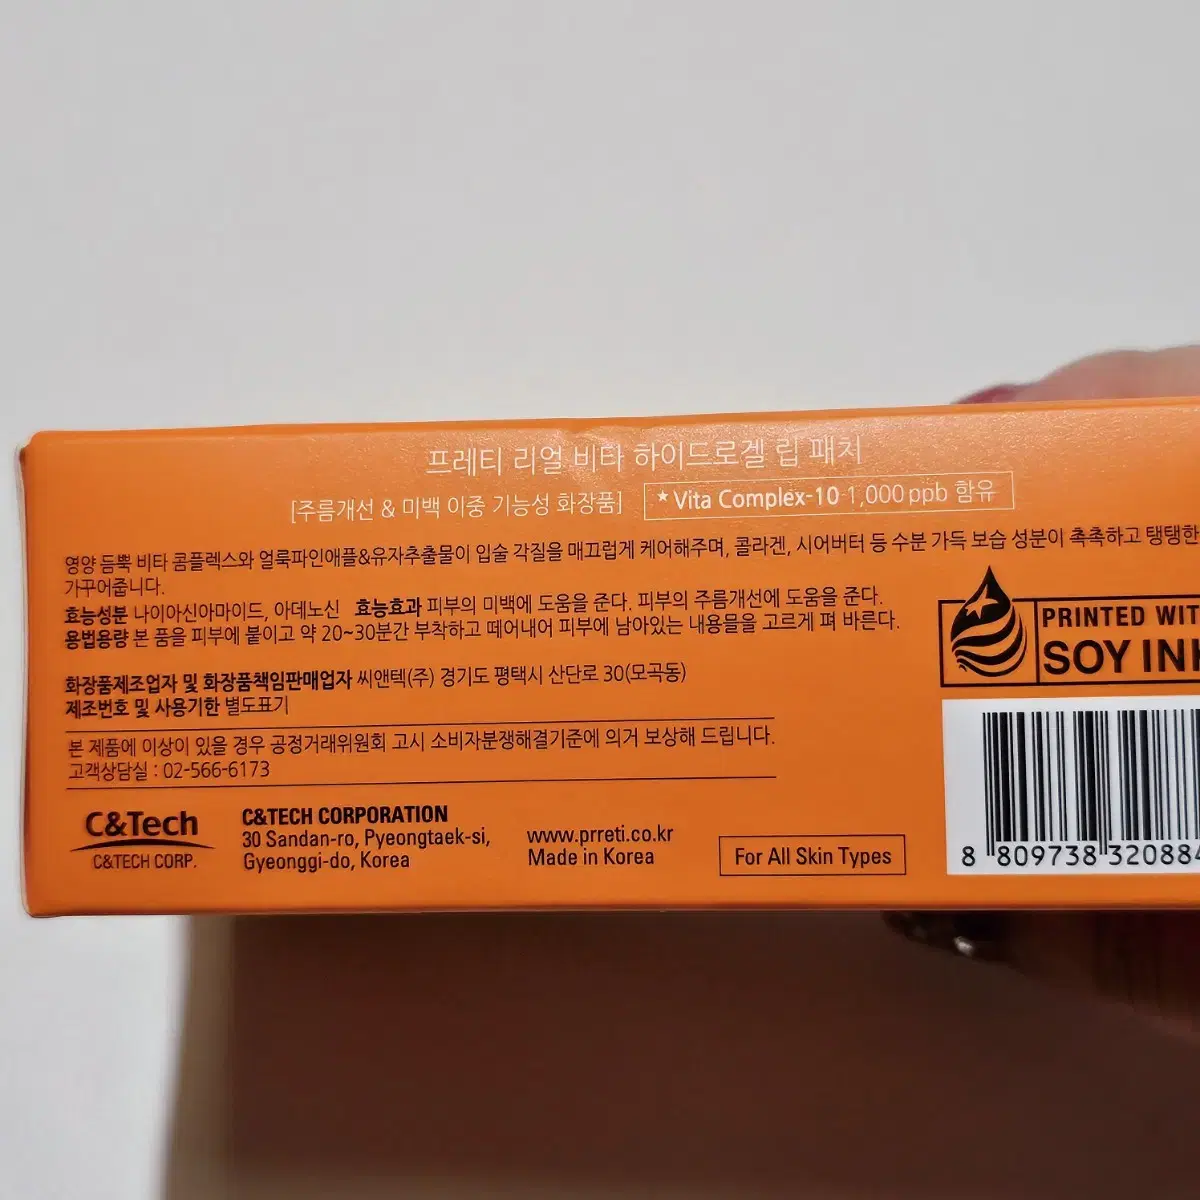 프레티 리얼 비타 하이드로겔 립 패치
[주름개선 & 미백 이중 기능성 화장품] ★Vita Complex-10 1,000ppb 함유
영양 듬뿍 비타 콤플렉스와 얼룩파인애플&유자추출물이 입술 각질을 매끄럽게 케어해주며, 콜라겐, 시어버터 등 수분 가득 보습 성분이 촉촉하고 탱탱한
가꾸어줍니다.
효능성분 나이아신아마이드, 아데노신 효능효과 피부의 미백에 도움을 준다. 피부의 주름개선에 도움을 준다.
용법용량 본 품을 피부에 붙이고 약 20~30분간 부착하고 떼어내어 피부에 남아있는 내용물을 고르게 펴 바른다.
화장품제조업자 및 화장품책임판매업자 씨앤텍(주) 경기도 평택시 산단로 30(모곡동)
제조번호 및 사용기한 별도표기
본 제품에 이상이 있을 경우 공정거래위원회 고시 소비자분쟁해결기준에 의거 보상해 드립니다.
고객상담실 : 02-566-6173
C&Tech
C&TECH CORP.
C&TECH CORPORATION
30 Sandan-ro, Pyeongtaek-si,
Gyeonggi-do, Korea
www.prreti.co.kr
Made in Korea
For All Skin Types
PRINTED WIT
SOY INK
8 809738 320884